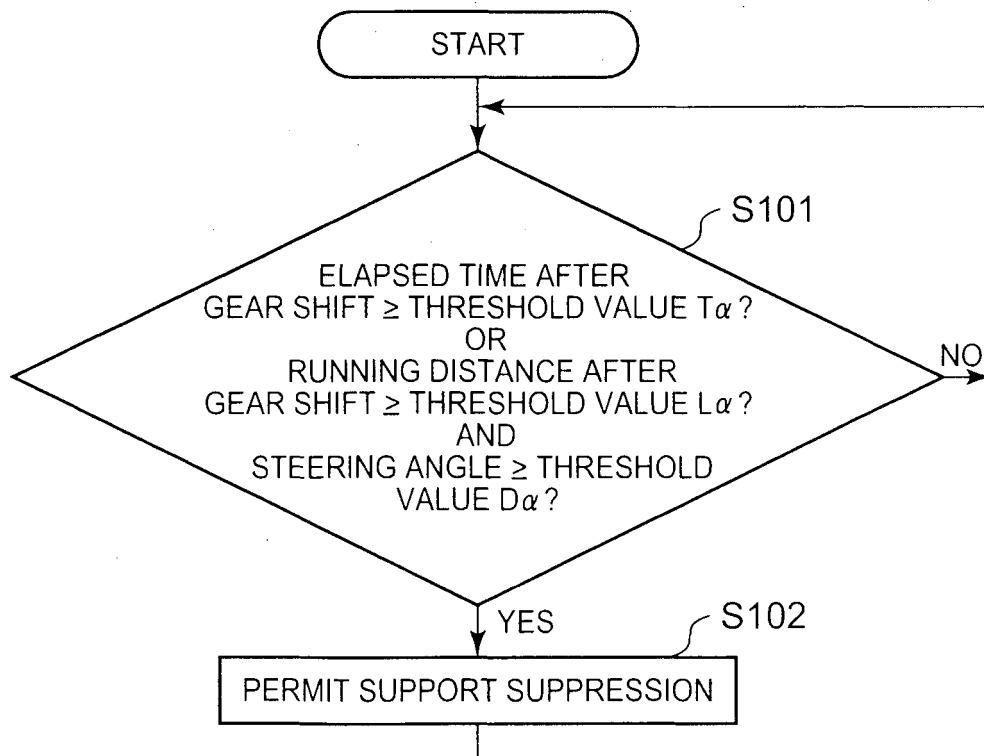 START
S101
ELAPSED TIME AFTER
GEAR SHIFT ≥ THRESHOLD VALUE Tα?
OR
RUNNING DISTANCE AFTER
GEAR SHIFT ≥ THRESHOLD VALUE Lα?
AND
STEERING ANGLE ≥ THRESHOLD
VALUE Dα?
NO
YES
S102
PERMIT SUPPORT SUPPRESSION